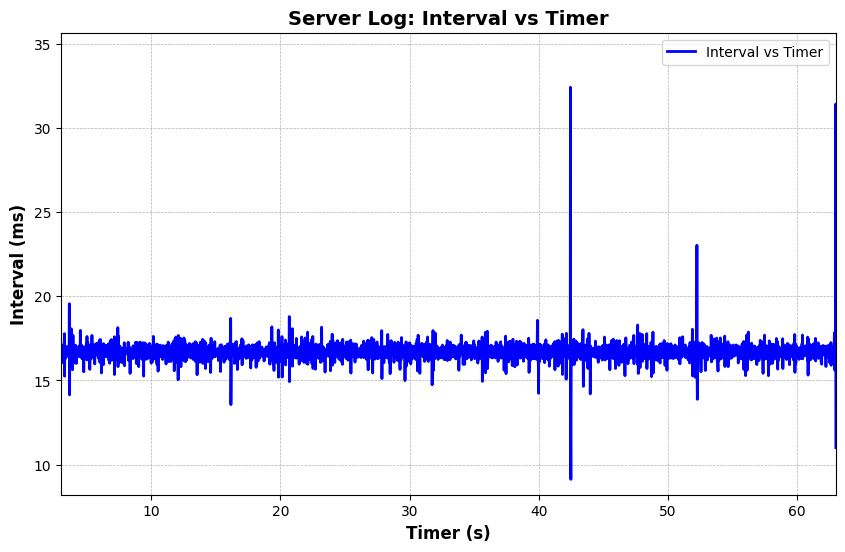 Server Log: Interval vs Timer
Interval vs Timer
35
30
25
20
15
10
Interval (ms)
10 20 30 40 50 60
Timer (s)